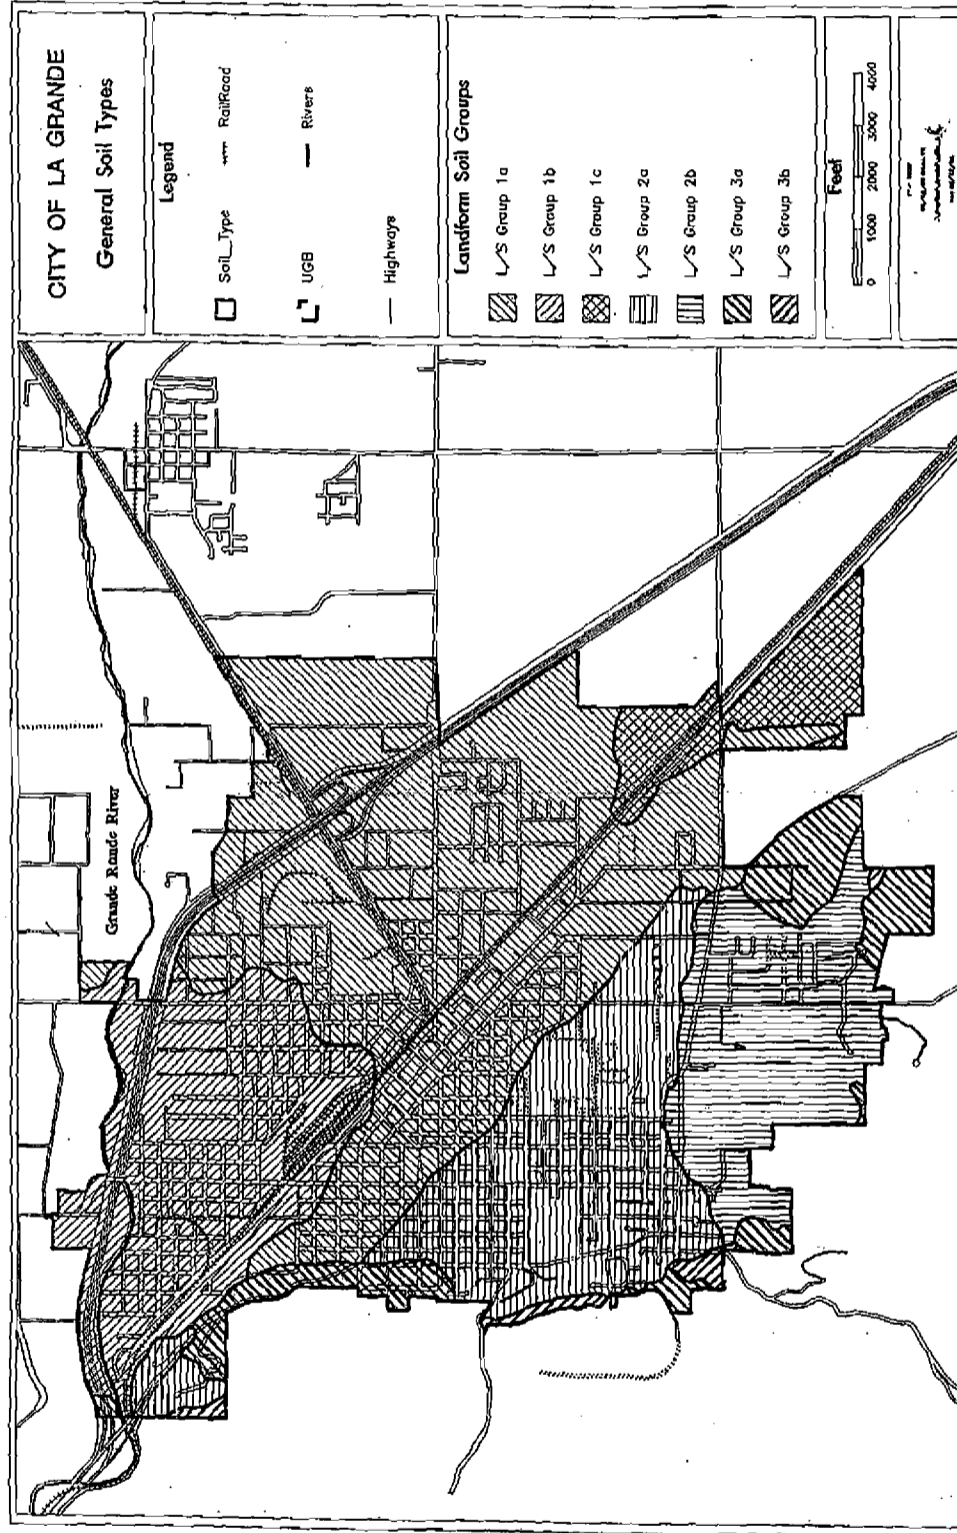 CITY OF LA GRANDE
General Soil Types
Legend
Soil_Type
RailRoad
UGB
Rivers
Highways
Landform Soil Groups
L/S Group 1a
L/S Group 1b
L/S Group 1c
L/S Group 2a
L/S Group 2b
L/S Group 3a
L/S Group 3b
Feet
0 1000 2000 3000 4000
Grande Ronde River